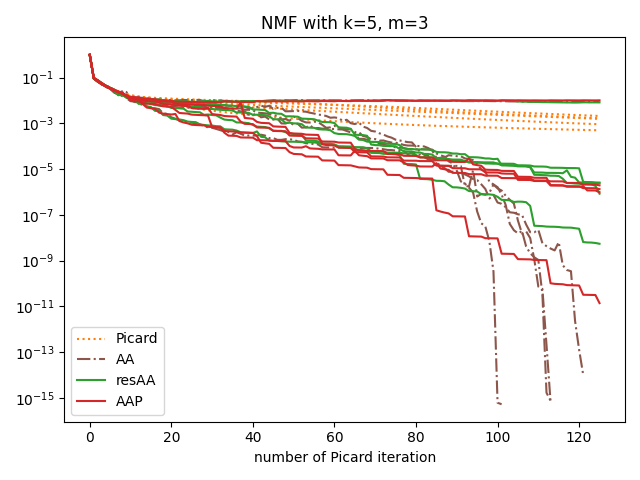 NMF with k=5, m=3
10⁻¹
10⁻³
10⁻⁵
10⁻⁷
10⁻⁹
10⁻¹¹
10⁻¹³
10⁻¹⁵
Picard
AA
resAA
AAP
0 20 40 60 80 100 120
number of Picard iteration